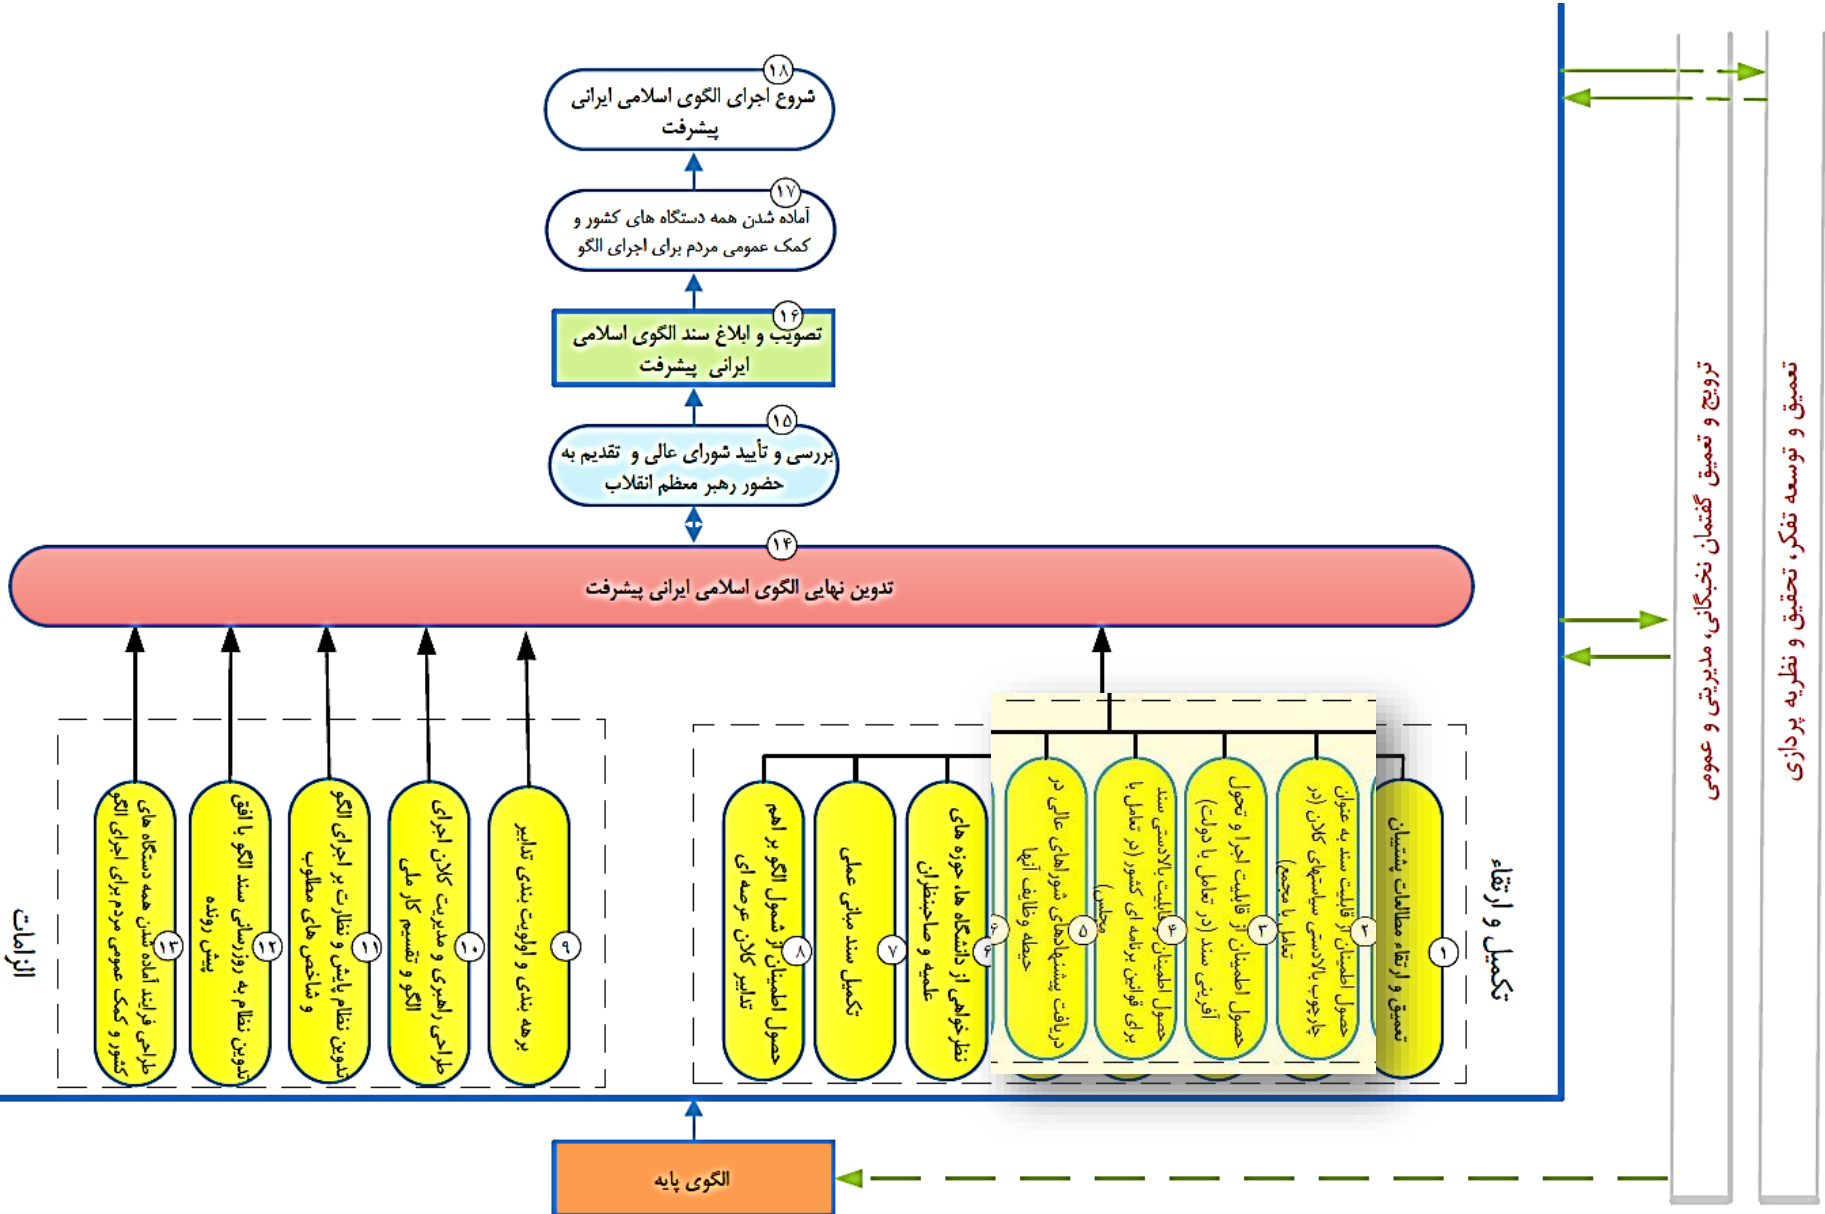 ۱۸
شروع اجرای الگوی اسلامی ایرانی
پیشرفت
۱۷
آماده شدن همه دستگاه های کشور و
کمک عمومی مردم برای اجرای الگو
۱۶
تصویب و ابلاغ سند الگوی اسلامی
ایرانی پیشرفت
۱۵
بررسی و تأیید شورای عالی و تقدیم به
حضور رهبر معظم انقلاب
۱۴
تدوین نهایی الگوی اسلامی ایرانی پیشرفت
تعمیق و توسعه تفکر، تحقیق و نظریه پردازی
ترویج و تعمیق گفتمان نخبگانی، مدیریتی و عمومی
تکمیل و ارتقاء
۱
تعمیق و ارتقاء مطالعات پشتیبان
۲
حصول اطمینان از قابلیت سند به عنوان
چارچوب بالادستی سیاستهای کلان (در
تعامل با مجمع)
۳
حصول اطمینان از قابلیت اجرا و تحول
آفرینی سند (در تعامل با دولت)
۴
حصول اطمینان قابلیت بالادستی سند
برای قوانین برنامه ای کشور (در تعامل با
مجلس)
۵
دریافت پیشنهادهای شوراهای عالی در
حیطه وظایف آنها
۶
نظرخواهی از دانشگاه ها، حوزه های
علمیه و صاحبنظران
۷
تکمیل سند مبانی عملی
۸
حصول اطمینان از شمول الگو بر اهم
تدابیر کلان عرصه ای
۹
برهه بندی و اولویت بندی تدابیر
۱۰
طراحی راهبری و مدیریت کلان اجرای
الگو و تقسیم کار ملی
۱۱
تدوین نظام پایش و نظارت بر اجرای الگو
و شاخص های مطلوب
۱۲
تدوین نظام به روزرسانی سند الگو با افق
پیش رونده
۱۳
طراحی فرایند آماده شدن همه دستگاه های
کشور و کمک عمومی مردم برای اجرای الگو
الزامات
الگوی پایه